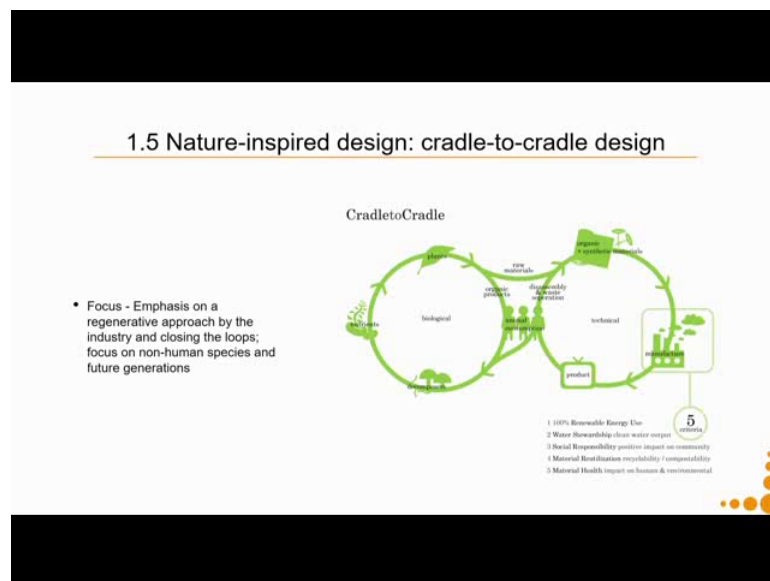 1.5 Nature-inspired design: cradle-to-cradle design
• Focus - Emphasis on a
regenerative approach by the
industry and closing the loops;
focus on non-human species and
future generations
CradletoCradle
plants
raw
materials
organic
+ synthetic materials
organic
products
disassembly
& waste
seperation
nutrients
biological
animal
consumption
technical
manufacture
decomposers
product
5
criteria
1 100% Renewable Energy Use
2 Water Stewardship clean water output
3 Social Responsibility positive impact on community
4 Material Reutilization recyclability / compostability
5 Material Health impact on human & environmental